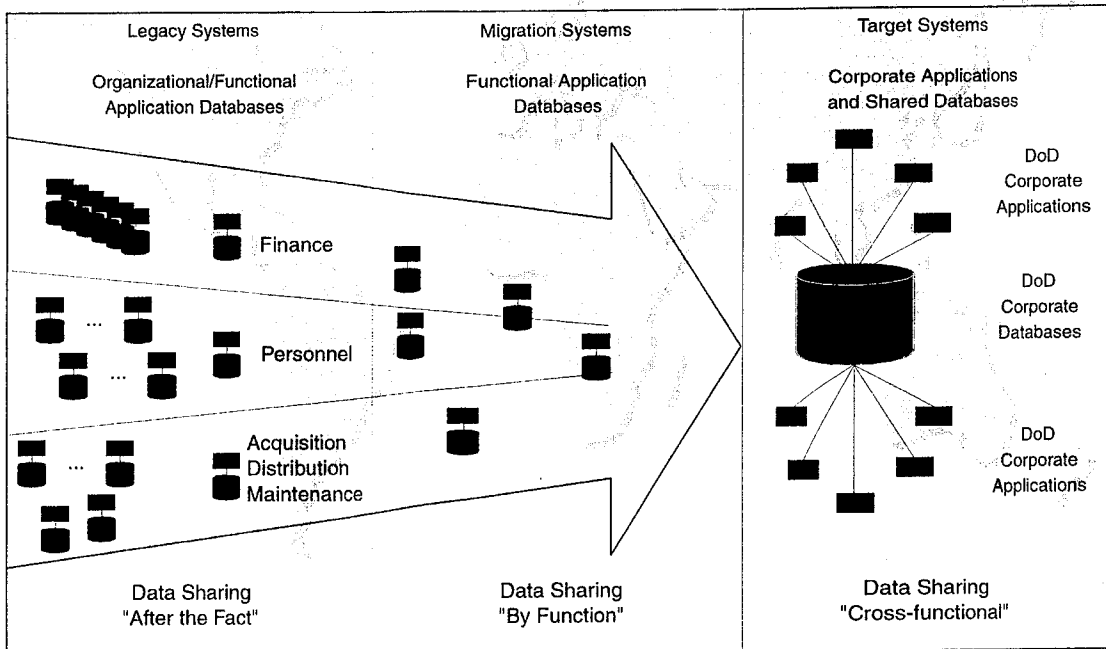 Legacy Systems
Organizational/Functional
Application Databases
Migration Systems
Functional Application
Databases
Target Systems
Corporate Applications
and Shared Databases
Finance
...
Personnel
...
Acquisition
...
Distribution
Maintenance
DoD
Corporate
Applications
DoD
Corporate
Databases
DoD
Corporate
Applications
Data Sharing
"After the Fact"
Data Sharing
"By Function"
Data Sharing
"Cross-functional"